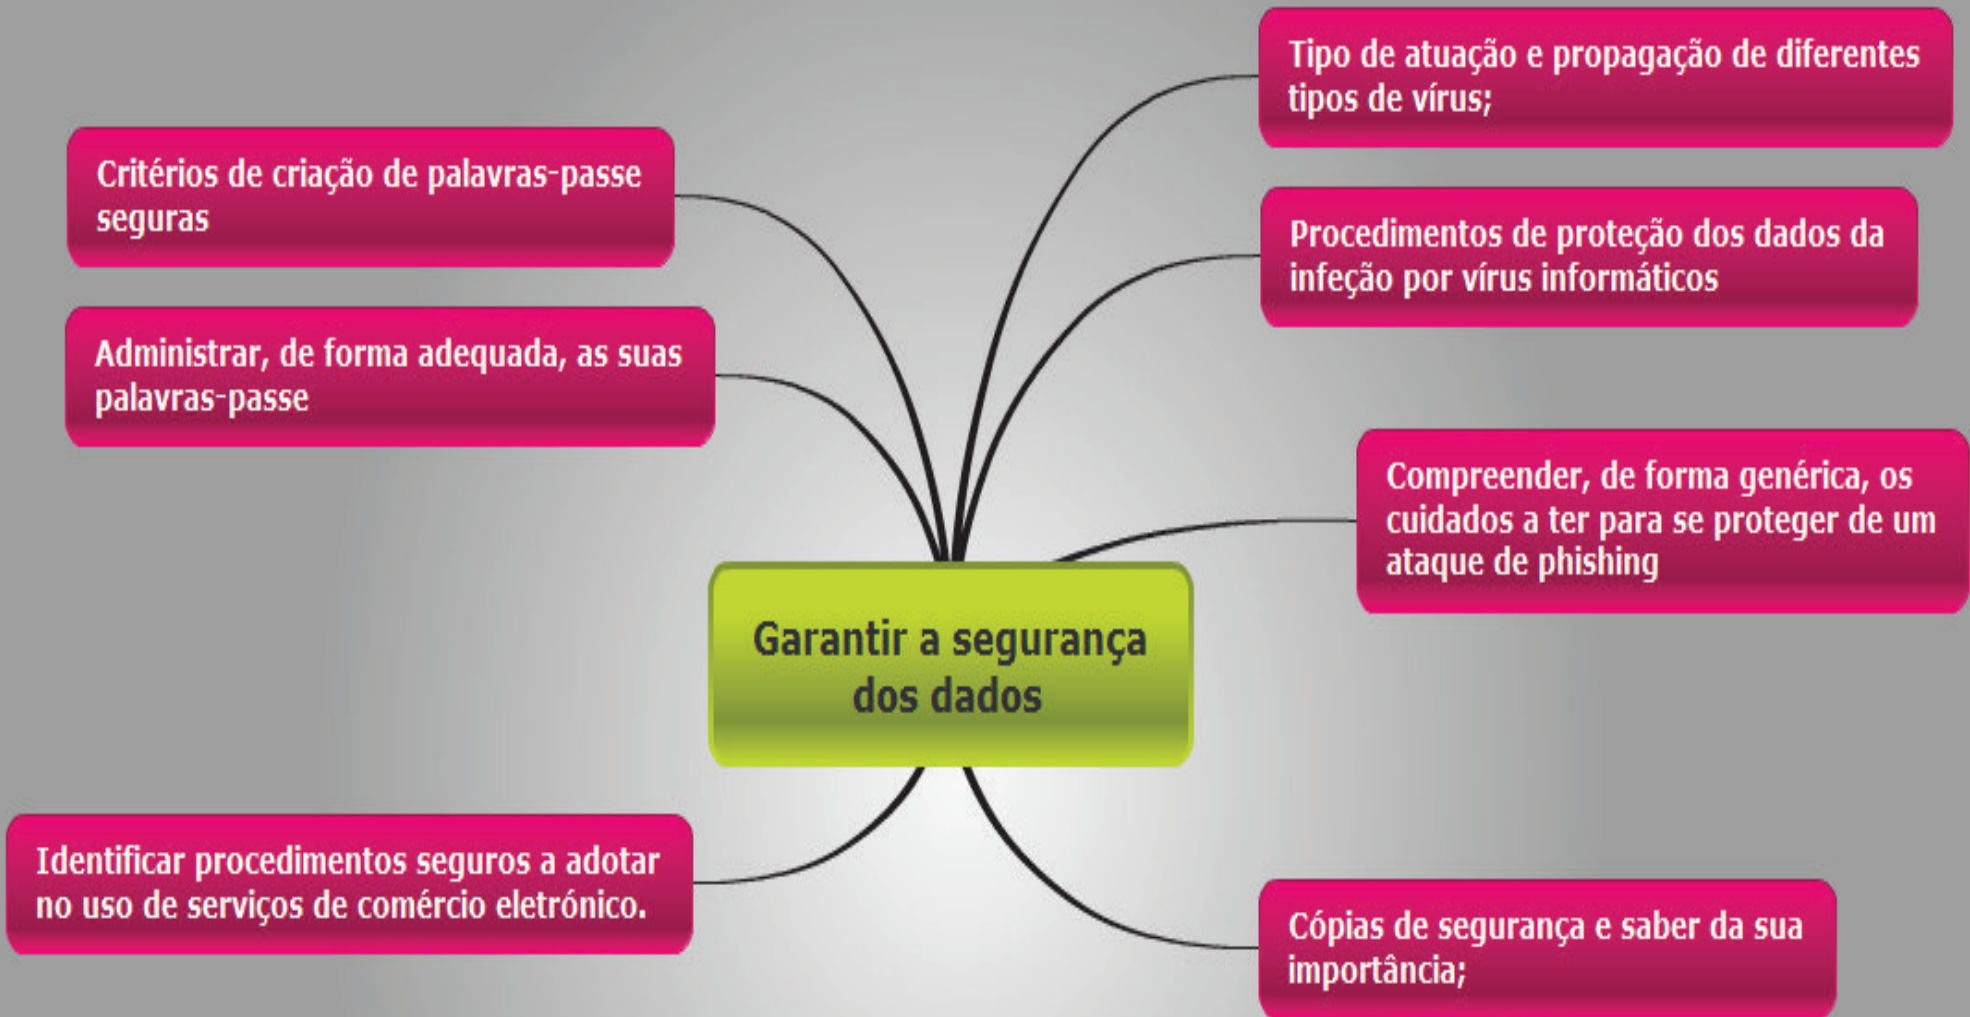 Tipo de atuação e propagação de diferentes
tipos de vírus;
Critérios de criação de palavras-passe
seguras
Procedimentos de proteção dos dados da
infeção por vírus informáticos
Administrar, de forma adequada, as suas
palavras-passe
Compreender, de forma genérica, os
cuidados a ter para se proteger de um
ataque de phishing
Garantir a segurança
dos dados
Identificar procedimentos seguros a adotar
no uso de serviços de comércio eletrónico.
Cópias de segurança e saber da sua
importância;